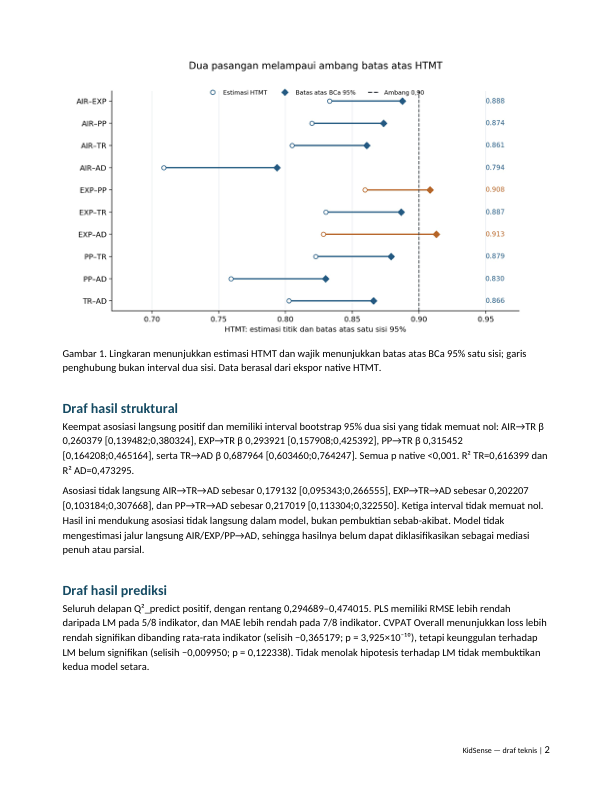 Dua pasangan melampaui ambang batas atas HTMT
Estimasi HTMT
Batas atas BCa 95%
Ambang 0,90
AIR–EXP
0.888
AIR–PP
0.874
AIR–TR
0.861
AIR–AD
0.794
EXP–PP
0.908
EXP–TR
0.887
EXP–AD
0.913
PP–TR
0.879
PP–AD
0.830
TR–AD
0.866
0.70
0.75
0.80
0.85
0.90
0.95
HTMT: estimasi titik dan batas atas satu sisi 95%
Gambar 1. Lingkaran menunjukkan estimasi HTMT dan wajik menunjukkan batas atas BCa 95% satu sisi; garis
penghubung bukan interval dua sisi. Data berasal dari ekspor native HTMT.
Draf hasil struktural
Keempat asosiasi langsung positif dan memiliki interval bootstrap 95% dua sisi yang tidak memuat nol: AIR→TR β
0,260379 [0,139482;0,380324], EXP→TR β 0,293921 [0,157908;0,425392], PP→TR β 0,315452
[0,164208;0,465164], serta TR→AD β 0,687964 [0,603460;0,764247]. Semua p native <0,001. R² TR=0,616399 dan
R² AD=0,473295.
Asosiasi tidak langsung AIR→TR→AD sebesar 0,179132 [0,095343;0,266555], EXP→TR→AD sebesar 0,202207
[0,103184;0,307668], dan PP→TR→AD sebesar 0,217019 [0,113304;0,322550]. Ketiga interval tidak memuat nol.
Hasil ini mendukung asosiasi tidak langsung dalam model, bukan pembuktian sebab-akibat. Model tidak
mengestimasi jalur langsung AIR/EXP/PP→AD, sehingga hasilnya belum dapat diklasifikasikan sebagai mediasi
penuh atau parsial.
Draf hasil prediksi
Seluruh delapan Q²_predict positif, dengan rentang 0,294689–0,474015. PLS memiliki RMSE lebih rendah
daripada LM pada 5/8 indikator, dan MAE lebih rendah pada 7/8 indikator. CVPAT Overall menunjukkan loss lebih
rendah signifikan dibanding rata-rata indikator (selisih −0,365179; p = 3,925×10⁻¹⁰), tetapi keunggulan terhadap
LM belum signifikan (selisih −0,009950; p = 0,122338). Tidak menolak hipotesis terhadap LM tidak membuktikan
kedua model setara.
KidSense — draf teknis | 2